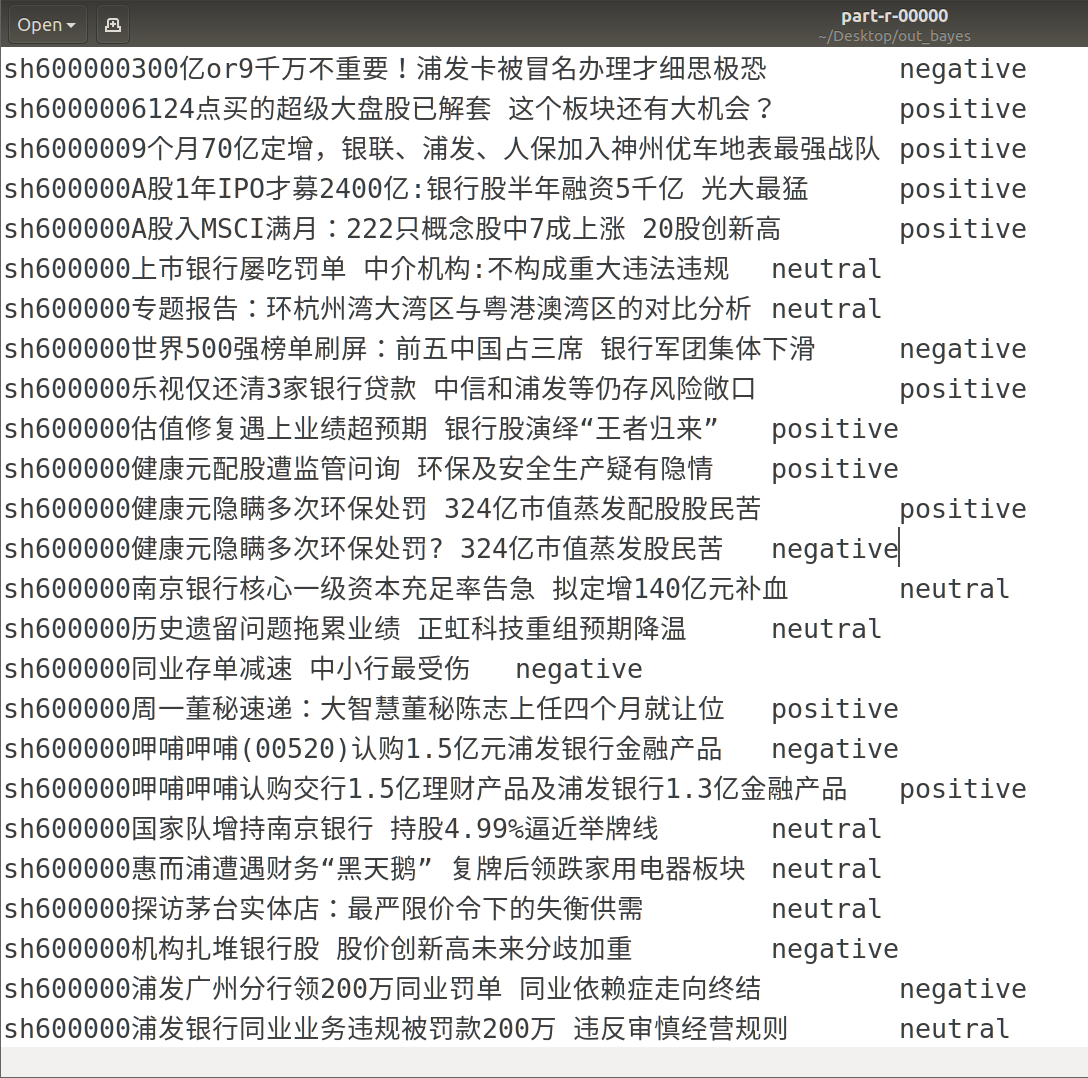 Open
part-r-00000
~/Desktop/out_bayes
sh600000300亿or9千万不重要！浦发卡被冒名办理才细思极恐 negative
sh6000006124点买的超级大盘股已解套 这个板块还有大机会？ positive
sh6000009个月70亿定增，银联、浦发、人保加入神州优车地表最强战队 positive
sh600000A股1年IPO才募2400亿:银行股半年融资5千亿 光大最猛 positive
sh600000A股入MSCI满月：222只概念股中7成上涨 20股创新高 positive
sh600000上市银行屡吃罚单 中介机构:不构成重大违法违规 neutral
sh600000专题报告：环杭州湾大湾区与粤港澳湾区的对比分析 neutral
sh600000世界500强榜单刷屏：前五中国占三席 银行军团集体下滑 negative
sh600000乐视仅还清3家银行贷款 中信和浦发等仍存风险敞口 positive
sh600000估值修复遇上业绩超预期 银行股演绎“王者归来” positive
sh600000健康元配股遭监管问询 环保及安全生产疑有隐情 positive
sh600000健康元隐瞒多次环保处罚 324亿市值蒸发配股股民苦 positive
sh600000健康元隐瞒多次环保处罚? 324亿市值蒸发股民苦 negative
sh600000南京银行核心一级资本充足率告急 拟定增140亿元补血 neutral
sh600000历史遗留问题拖累业绩 正虹科技重组预期降温 neutral
sh600000同业存单减速 中小行最受伤 negative
sh600000周一董秘速递：大智慧董秘陈志上任四个月就让位 positive
sh600000呷哺呷哺(00520)认购1.5亿元浦发银行金融产品 negative
sh600000呷哺呷哺认购交行1.5亿理财产品及浦发银行1.3亿金融产品 positive
sh600000国家队增持南京银行 持股4.99%逼近举牌线 neutral
sh600000惠而浦遭遇财务“黑天鹅” 复牌后领跌家用电器板块 neutral
sh600000探访茅台实体店：最严限价令下的失衡供需 neutral
sh600000机构扎堆银行股 股价创新高未来分歧加重 negative
sh600000浦发广州分行领200万同业罚单 同业依赖症走向终结 negative
sh600000浦发银行同业业务违规被罚款200万 违反审慎经营规则 neutral